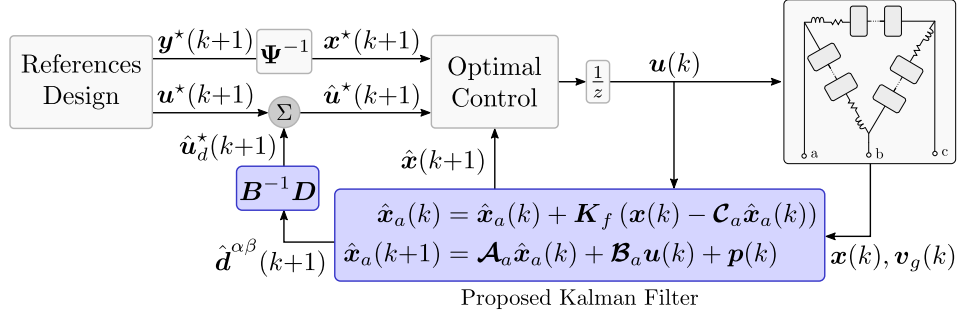 y⋆(k+1)
Ψ⁻¹
x⋆(k+1)
References
Design
u⋆(k+1)
Σ
û⋆(k+1)
Optimal
Control
1/z
u(k)
a
b
c
û_d⋆(k+1)
x̂(k+1)
B⁻¹D
x̂_a(k) = x̂_a(k) + K_f (x(k) − C_a x̂_a(k))
x̂_a(k+1) = A_a x̂_a(k) + B_a u(k) + p(k)
d̂^αβ(k+1)
x(k), v_g(k)
Proposed Kalman Filter